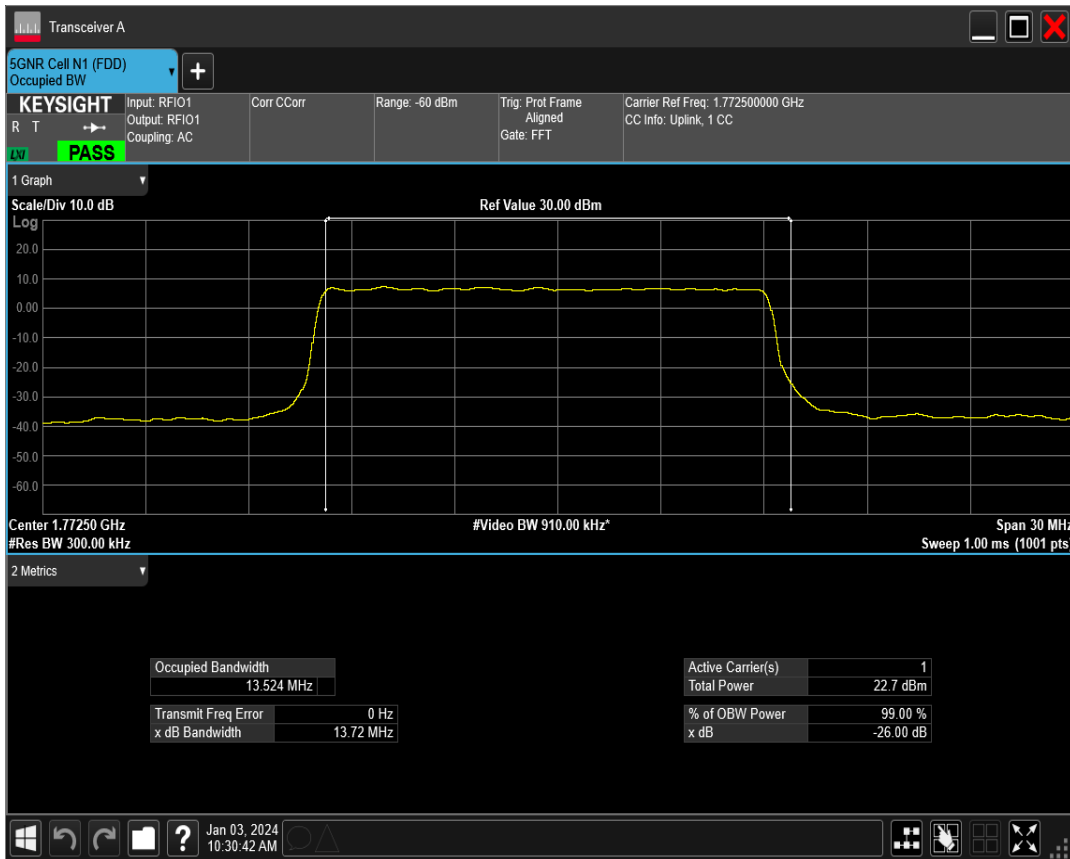 Transceiver A
5GNR Cell N1 (FDD)
Occupied BW
+
KEYSIGHT
R T
LXI
PASS
Input: RFIO1
Output: RFIO1
Coupling: AC
Corr CCorr
Range: -60 dBm
Trig: Prot Frame
Aligned
Gate: FFT
Carrier Ref Freq: 1.772500000 GHz
CC Info: Uplink, 1 CC
1 Graph
Scale/Div 10.0 dB
Ref Value 30.00 dBm
Log
20.0
10.0
0.00
-10.0
-20.0
-30.0
-40.0
-50.0
-60.0
Center 1.77250 GHz
#Video BW 910.00 kHz*
Span 30 MHz
#Res BW 300.00 kHz
Sweep 1.00 ms (1001 pts)
2 Metrics
Occupied Bandwidth
13.524 MHz
Transmit Freq Error 0 Hz
x dB Bandwidth 13.72 MHz
Active Carrier(s) 1
Total Power 22.7 dBm
% of OBW Power 99.00 %
x dB -26.00 dB
?
Jan 03, 2024
10:30:42 AM